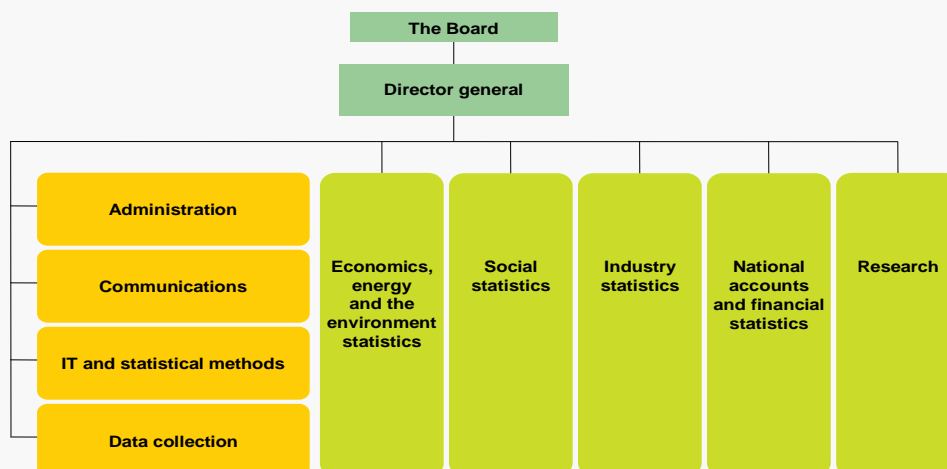 The Board
Director general
Administration
Communications
IT and statistical methods
Data collection
Economics,
energy
and the
environment
statistics
Social
statistics
Industry
statistics
National
accounts
and financial
statistics
Research